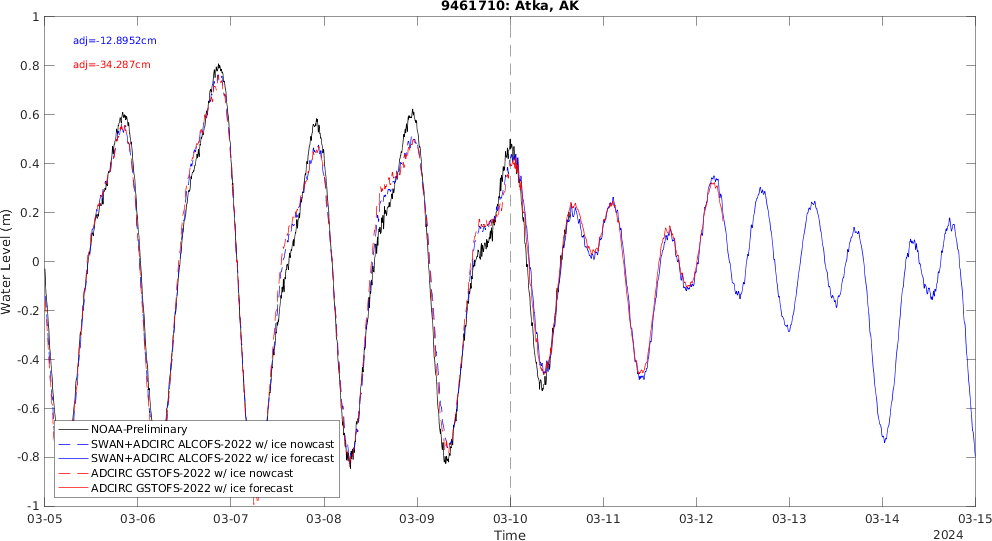 9461710: Atka, AK
adj=-12.8952cm
adj=-34.287cm
Water Level (m)
1
0.8
0.6
0.4
0.2
0
-0.2
-0.4
-0.6
-0.8
-1
NOAA-Preliminary
SWAN+ADCIRC ALCOFS-2022 w/ ice nowcast
SWAN+ADCIRC ALCOFS-2022 w/ ice forecast
ADCIRC GSTOFS-2022 w/ ice nowcast
ADCIRC GSTOFS-2022 w/ ice forecast
03-05 03-06 03-07 03-08 03-09 03-10 03-11 03-12 03-13 03-14 03-15
Time
2024